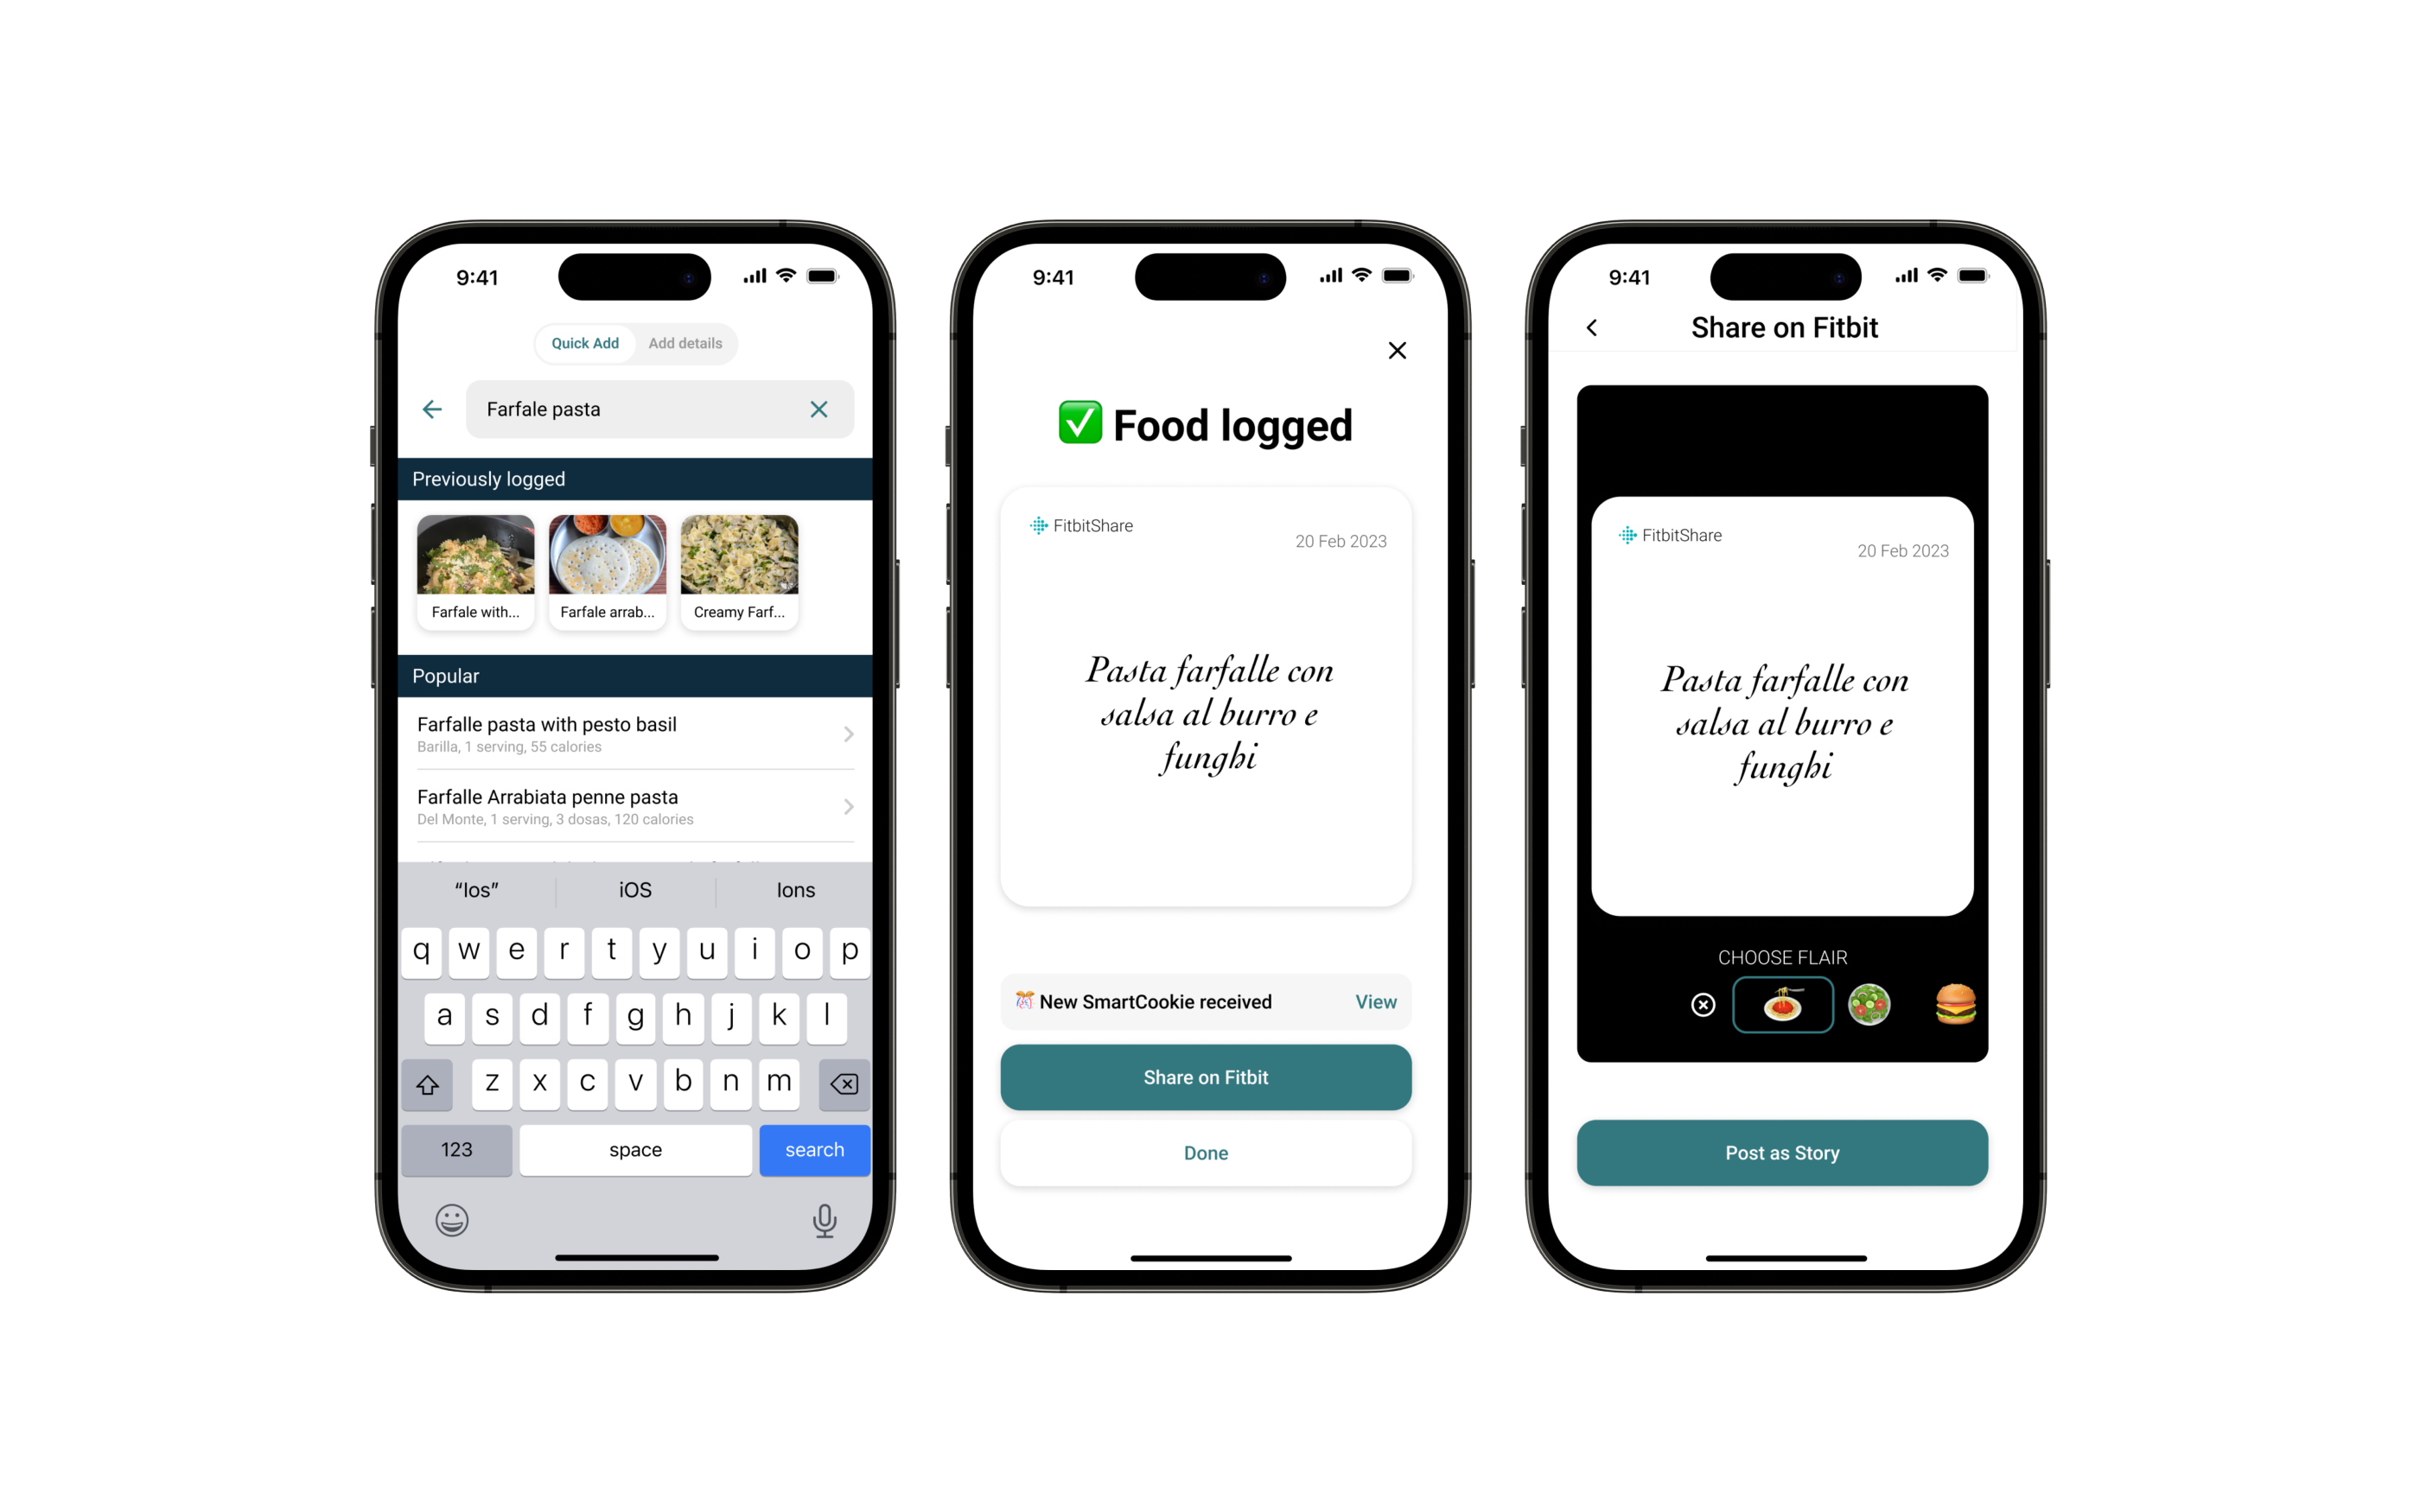 9:41
Quick Add
Add details
Farfale pasta
Previously logged
Farfale with...
Farfale arrab...
Creamy Farf...
Popular
Farfalle pasta with pesto basil
Barilla, 1 serving, 55 calories
Farfalle Arrabiata penne pasta
Del Monte, 1 serving, 3 dosas, 120 calories
“Ios”
iOS
Ions
q w e r t y u i o p
a s d f g h j k l
z x c v b n m
123
space
search
9:41
Food logged
FitbitShare
20 Feb 2023
Pasta farfalle con
salsa al burro e
funghi
New SmartCookie received
View
Share on Fitbit
Done
9:41
Share on Fitbit
FitbitShare
20 Feb 2023
Pasta farfalle con
salsa al burro e
funghi
CHOOSE FLAIR
Post as Story